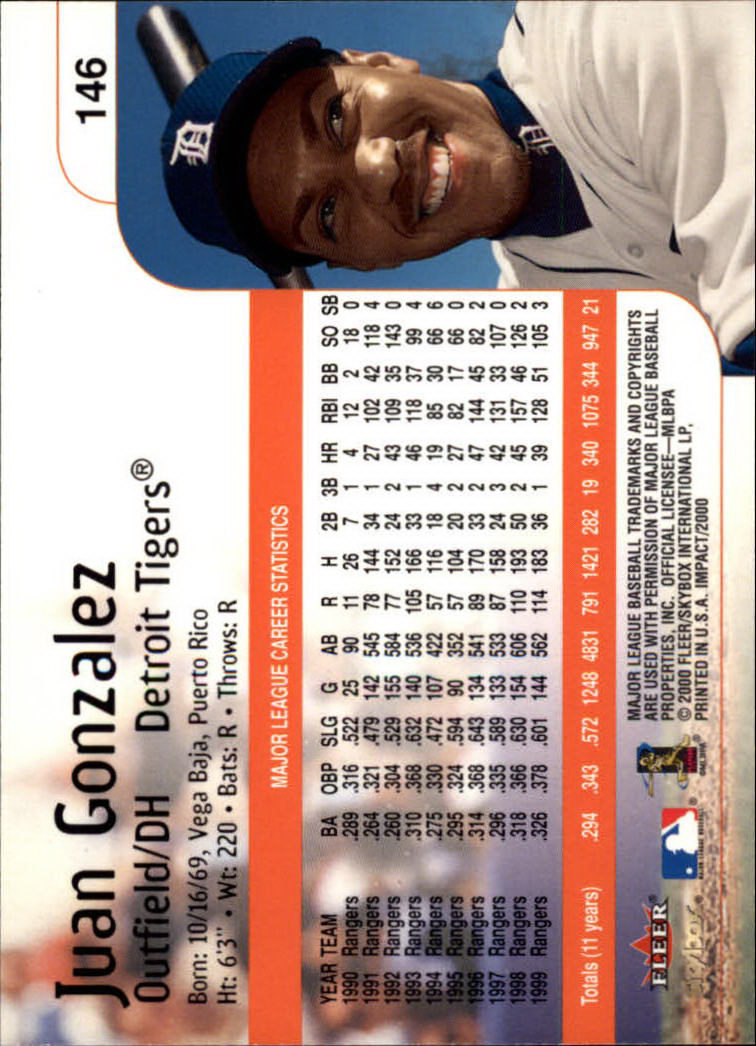 146
Juan Gonzalez
Outfield/DH Detroit Tigers®
Born: 10/16/69, Vega Baja, Puerto Rico
Ht: 6'3" • Wt: 220 • Bats: R • Throws: R
MAJOR LEAGUE CAREER STATISTICS
YEAR TEAM BA OBP SLG G AB R H 2B 3B HR RBI BB SO SB
1990 Rangers .289 .316 .522 25 90 11 26 7 1 4 12 2 18 0
1991 Rangers .264 .321 .479 142 545 78 144 34 1 27 102 42 118 4
1992 Rangers .260 .304 .529 155 584 77 152 24 2 43 109 35 143 0
1993 Rangers .310 .368 .632 140 536 105 166 33 1 46 118 37 99 4
1994 Rangers .275 .330 .472 107 422 57 116 18 4 19 85 30 66 6
1995 Rangers .295 .324 .594 90 352 57 104 20 2 27 82 17 66 0
1996 Rangers .314 .368 .643 134 541 89 170 33 2 47 144 45 82 2
1997 Rangers .296 .335 .589 133 533 87 158 24 3 42 131 33 107 0
1998 Rangers .318 .366 .630 154 606 110 193 50 2 45 157 46 126 2
1999 Rangers .326 .378 .601 144 562 114 183 36 1 39 128 51 105 3
Totals (11 years) .294 .343 .572 1248 4831 791 1421 282 19 340 1075 344 947 21
FLEER®
skybox
MAJOR LEAGUE BASEBALL TRADEMARKS AND COPYRIGHTS
ARE USED WITH PERMISSION OF MAJOR LEAGUE BASEBALL
PROPERTIES, INC. OFFICIAL LICENSEE—MLBPA
© 2000 FLEER/SKYBOX INTERNATIONAL LP,
PRINTED IN U.S.A. IMPACT/2000
D
D